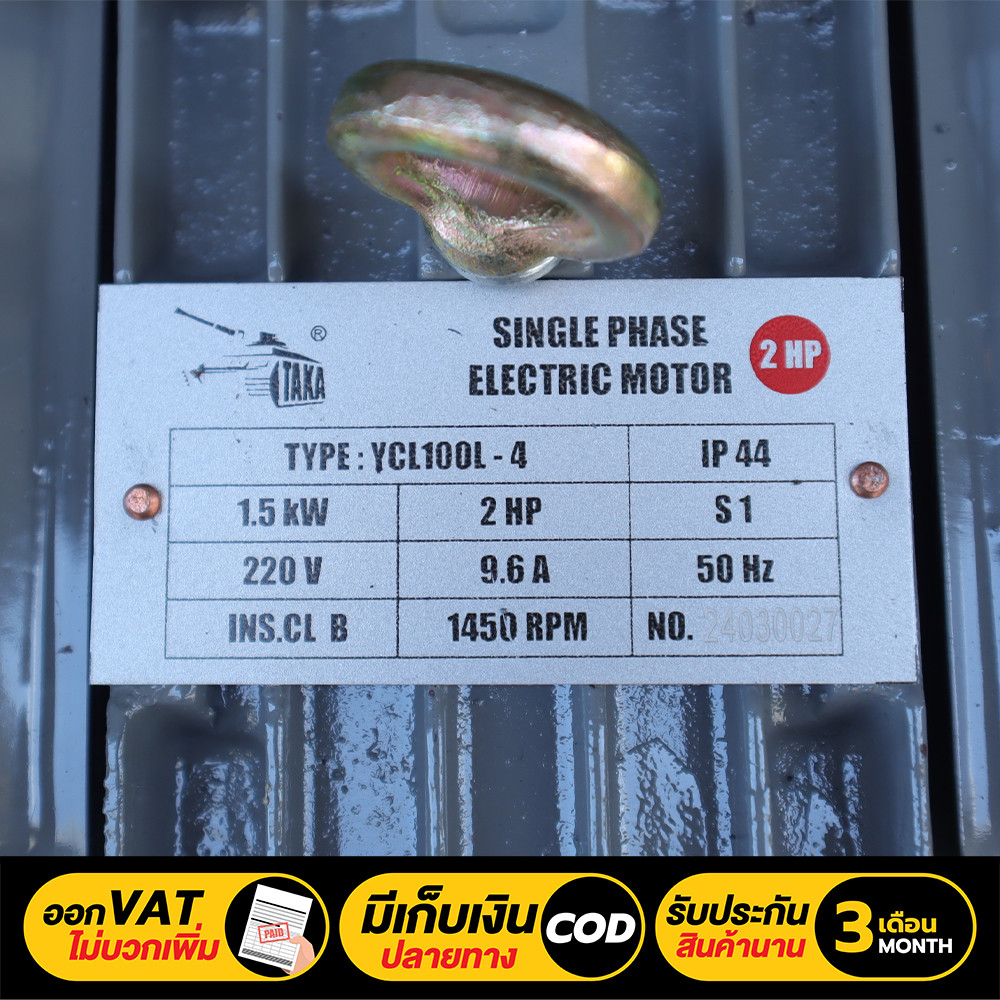 TAKA ®
SINGLE PHASE
ELECTRIC MOTOR
2 HP
TYPE : YCL100L - 4
IP 44
1.5 kW
2 HP
S 1
220 V
9.6 A
50 Hz
INS.CL B
1450 RPM
NO. 24030027
ออก VAT
ไม่บวกเพิ่ม
PAID
มีเก็บเงิน
ปลายทาง
COD
รับประกัน
สินค้านาน
3 เดือน
MONTH